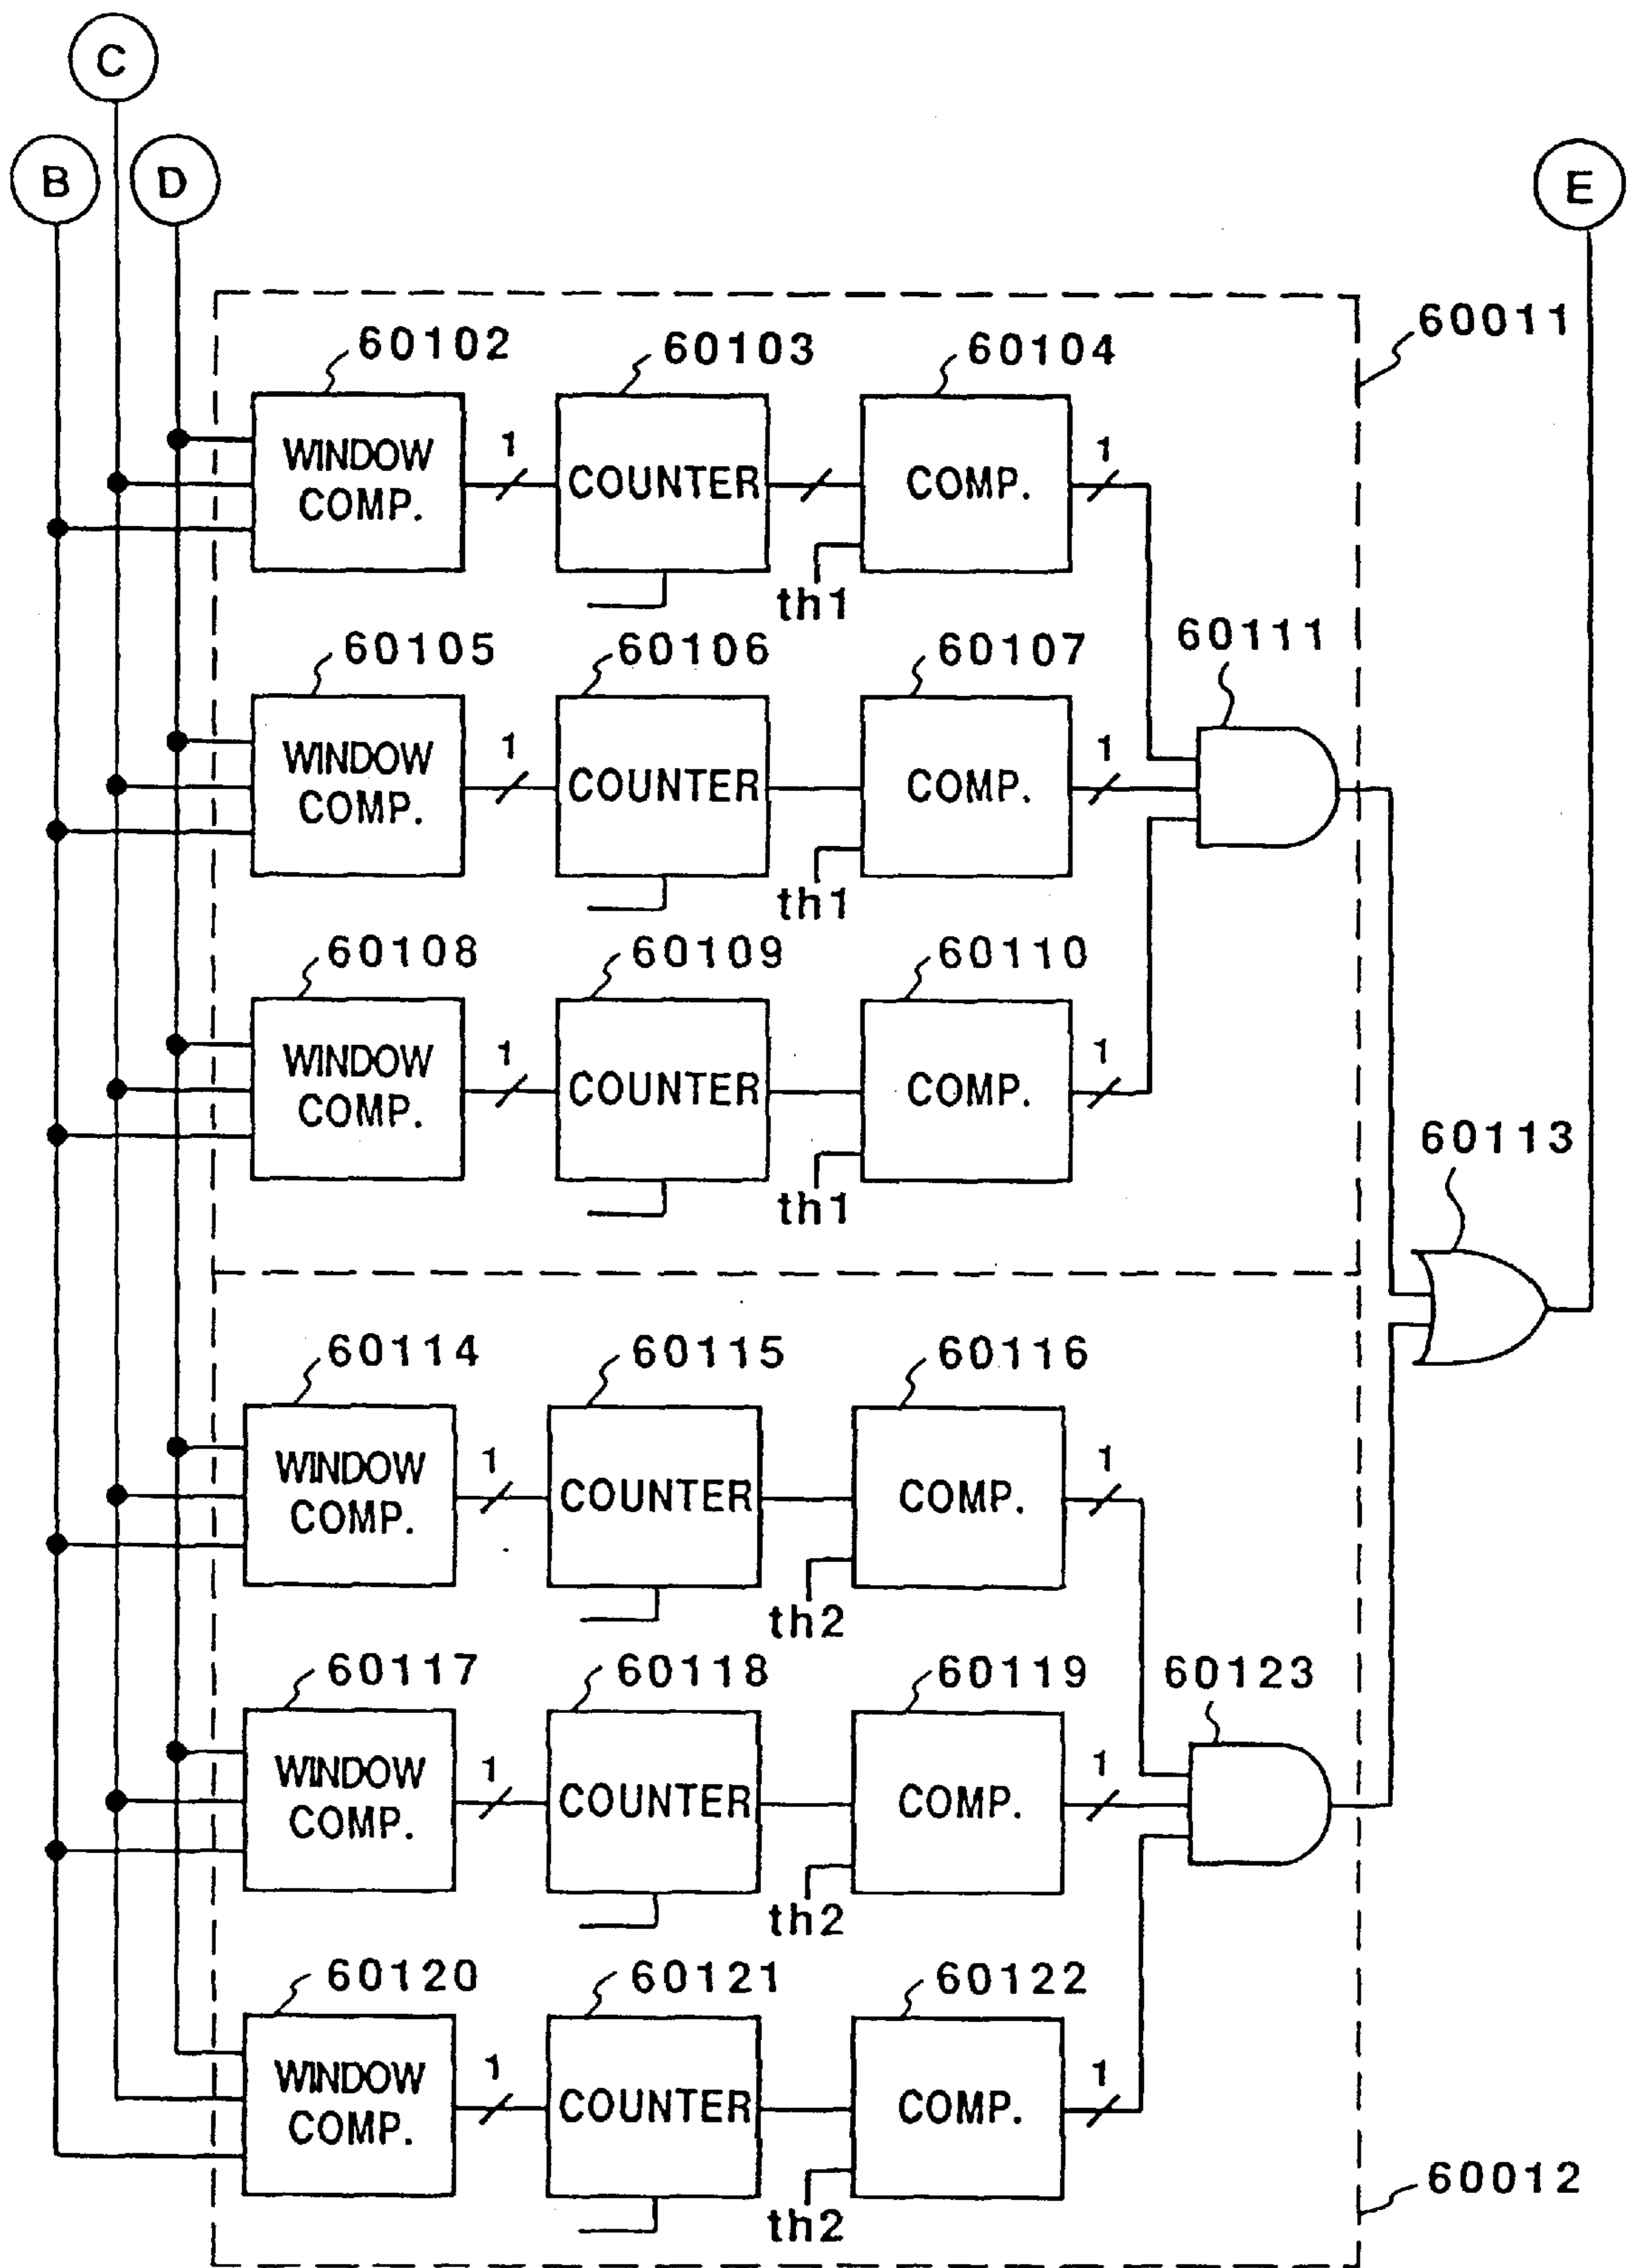 C
B
D
E
60011
60102
60103
60104
WINDOW
COMP.
1
COUNTER
COMP.
1
th1
60105
60106
60107
60111
WINDOW
COMP.
1
COUNTER
COMP.
1
th1
60108
60109
60110
WINDOW
COMP.
1
COUNTER
COMP.
1
th1
60113
60114
60115
60116
WINDOW
COMP.
1
COUNTER
COMP.
1
th2
60117
60118
60119
60123
WINDOW
COMP.
1
COUNTER
COMP.
1
th2
60120
60121
60122
WINDOW
COMP.
1
COUNTER
COMP.
1
th2
60012